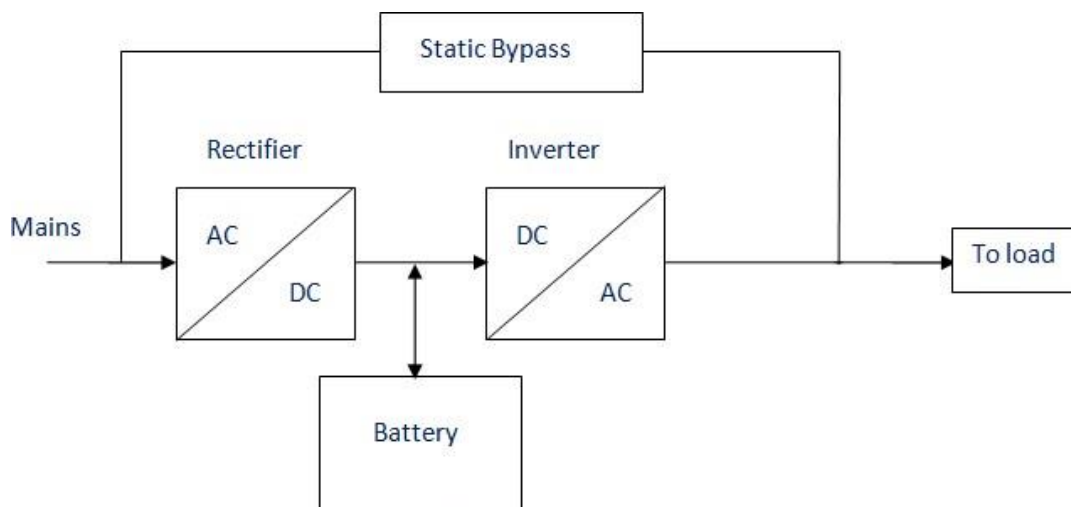 Static Bypass
Rectifier
Inverter
Mains
AC
DC
DC
AC
To load
Battery